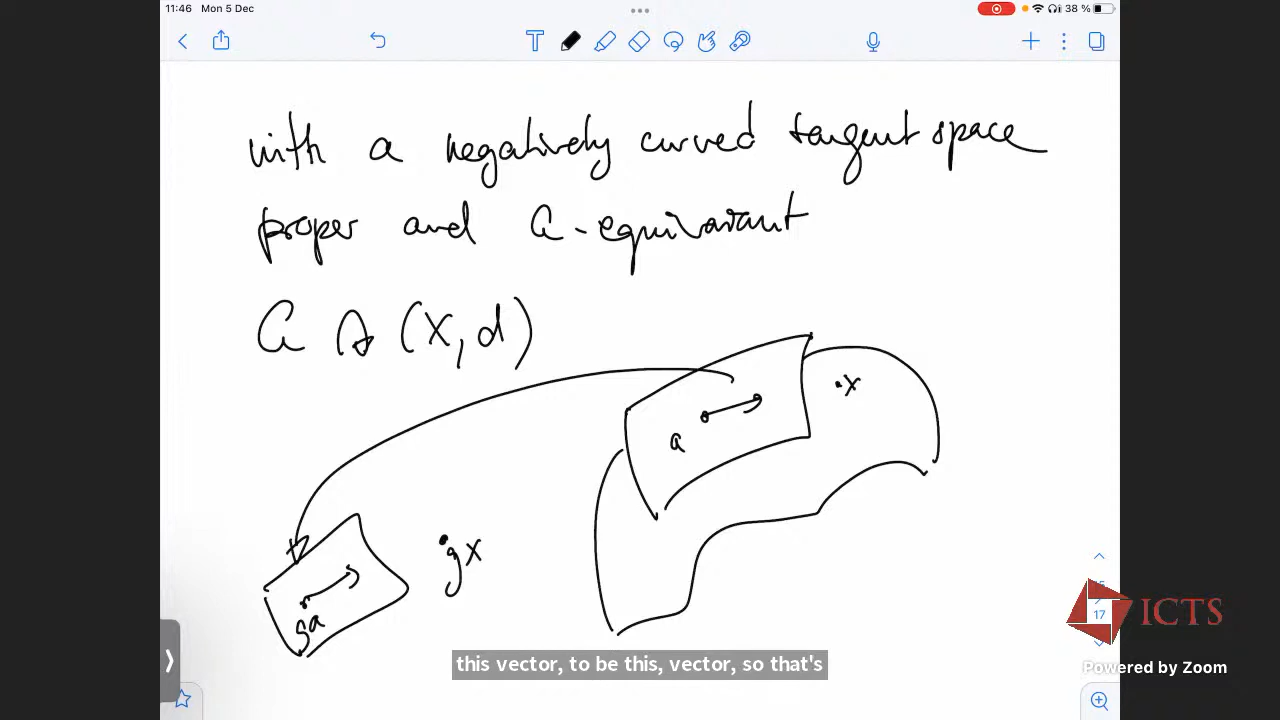 11:46 Mon 5 Dec
38 %
with a negatively curved tangent space
proper and G-equivariant
G ↷ (X, d)
x
a
gx
ga
17
ICTS
this vector, to be this, vector, so that's
Powered by Zoom